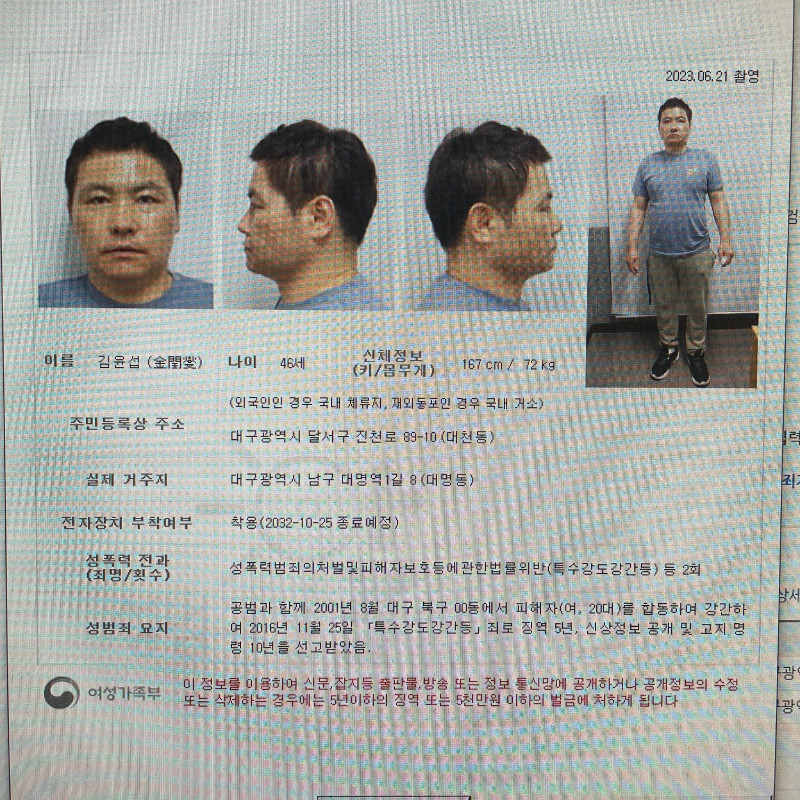 2023.06.21 촬영
이름 김윤섭 (金閏燮) 나이 46세 신체정보 (키/몸무게) 167 cm / 72 kg
(외국인인 경우 국내 체류지, 재외동포인 경우 국내 거소)
주민등록상 주소
대구광역시 달서구 진천로 89-10 (대천동)
실제 거주지 대구광역시 남구 대명역1길 8 (대명동)
전자장치 부착여부 착용(2032-10-25 종료예정)
성폭력 전과
(죄명/횟수)
성폭력범죄의처벌및피해자보호등에관한법률위반(특수강도강간등) 등 2회
성범죄 요지
공범과 함께 2001년 8월 대구 북구 00동에서 피해자(여, 20대)를 합동하여 강간하
여 2016년 11월 25일 「특수강도강간등」죄로 징역 5년, 신상정보 공개 및 고지 명
령 10년을 선고받았음.
여성가족부
이 정보를 이용하여 신문,잡지등 출판물,방송 또는 정보 통신망에 공개하거나 공개정보의 수정
또는 삭제하는 경우에는 5년이하의 징역 또는 5천만원 이하의 벌금에 처하게 됩니다